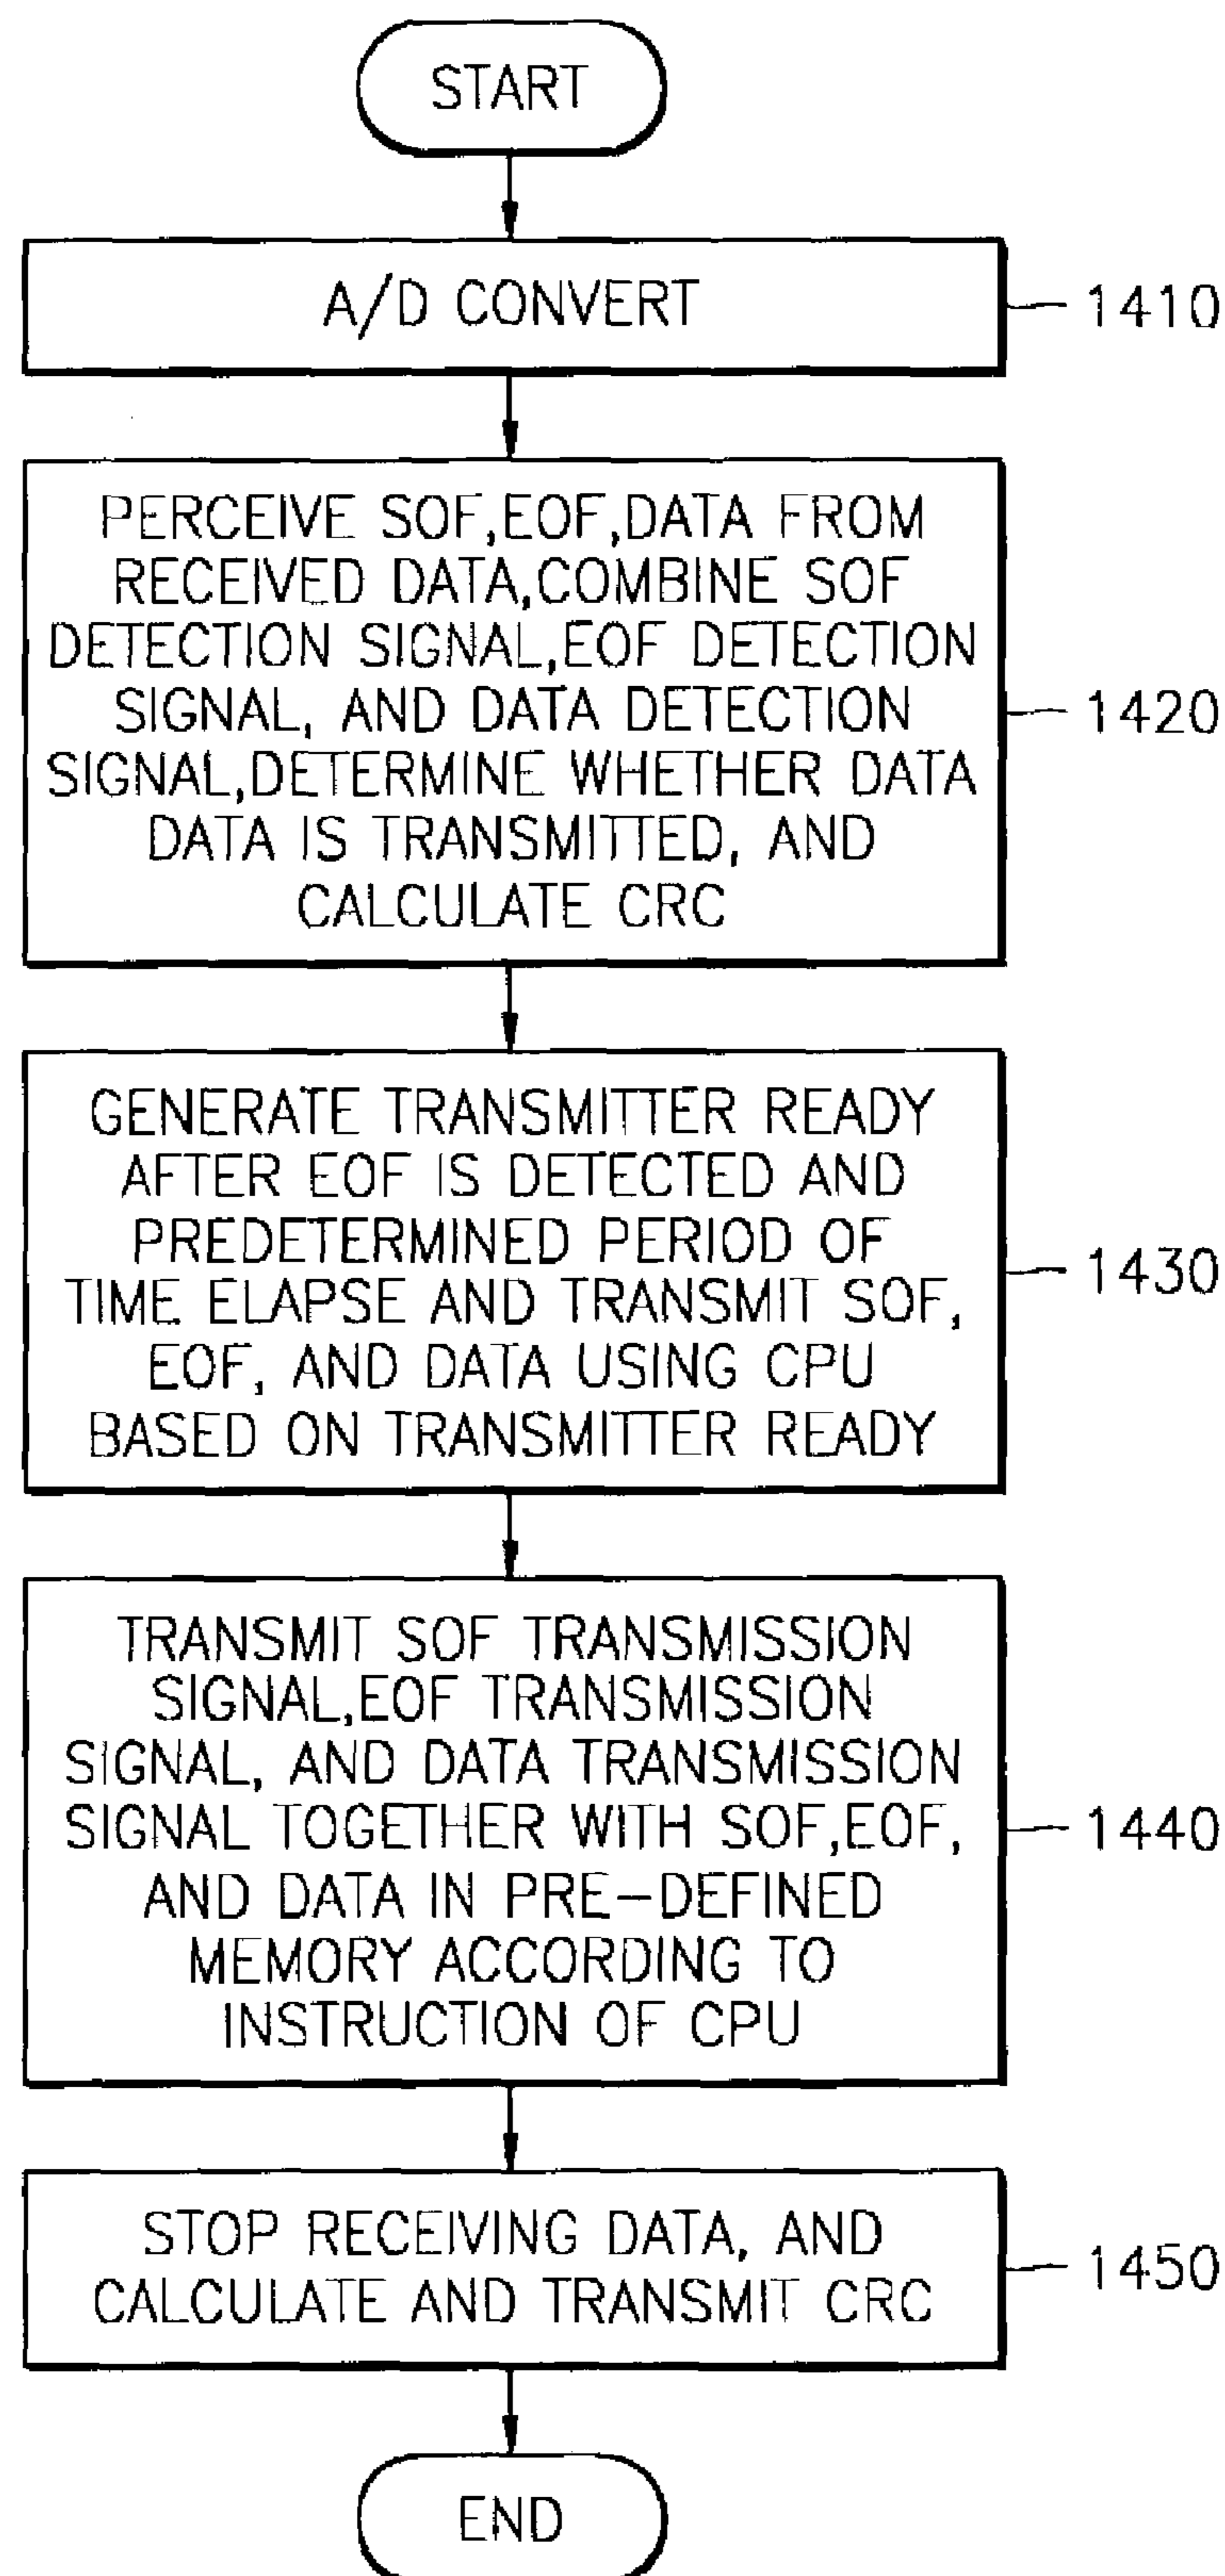 START
A/D CONVERT
1410
PERCEIVE SOF,EOF,DATA FROM
RECEIVED DATA,COMBINE SOF
DETECTION SIGNAL,EOF DETECTION
SIGNAL, AND DATA DETECTION
SIGNAL,DETERMINE WHETHER DATA
DATA IS TRANSMITTED, AND
CALCULATE CRC
1420
GENERATE TRANSMITTER READY
AFTER EOF IS DETECTED AND
PREDETERMINED PERIOD OF
TIME ELAPSE AND TRANSMIT SOF,
EOF, AND DATA USING CPU
BASED ON TRANSMITTER READY
1430
TRANSMIT SOF TRANSMISSION
SIGNAL,EOF TRANSMISSION
SIGNAL, AND DATA TRANSMISSION
SIGNAL TOGETHER WITH SOF,EOF,
AND DATA IN PRE-DEFINED
MEMORY ACCORDING TO
INSTRUCTION OF CPU
1440
STOP RECEIVING DATA, AND
CALCULATE AND TRANSMIT CRC
1450
END